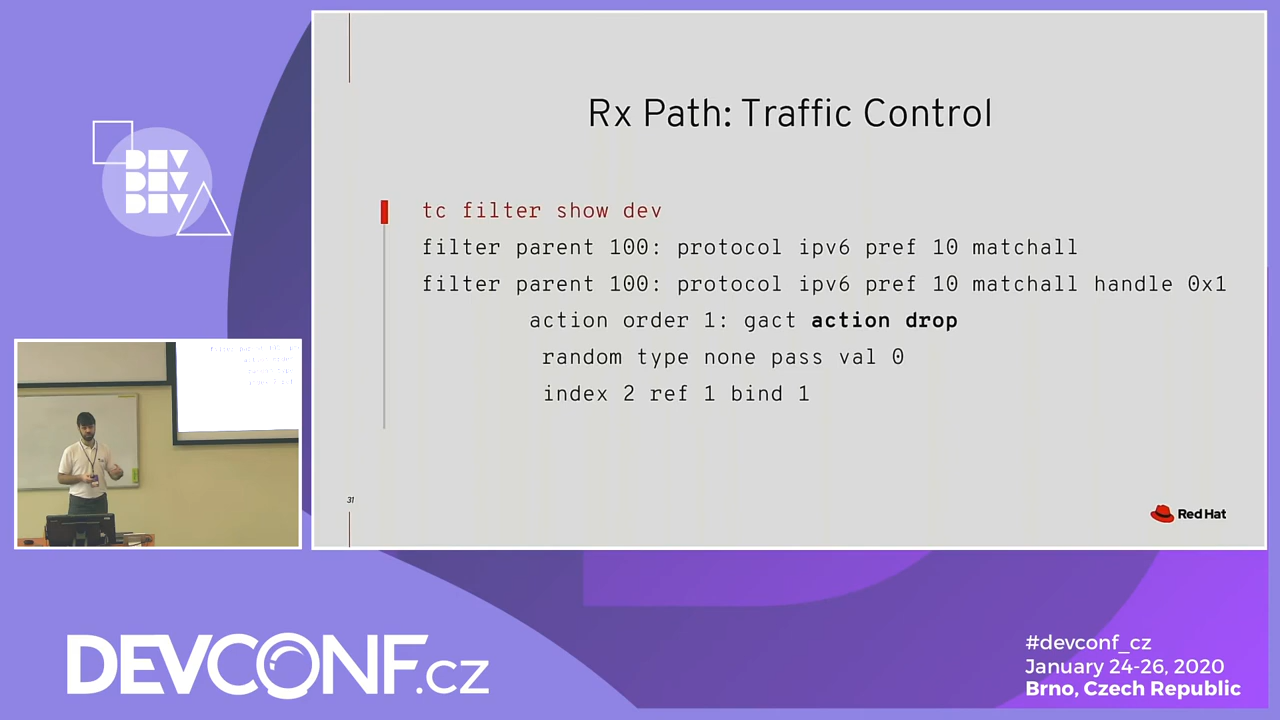 DEV
DEV
DEV
Rx Path: Traffic Control
tc filter show dev
filter parent 100: protocol ipv6 pref 10 matchall
filter parent 100: protocol ipv6 pref 10 matchall handle 0x1
action order 1: gact action drop
random type none pass val 0
index 2 ref 1 bind 1
31
Red Hat
DEVCONF.CZ
#devconf_cz
January 24-26, 2020
Brno, Czech Republic